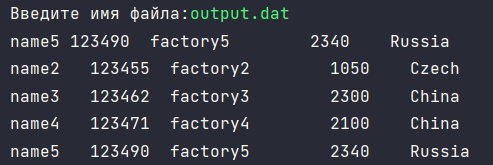 Введите имя файла:output.dat
name5 123490  factory5        2340    Russia
name2   123455  factory2        1050    Czech
name3   123462  factory3        2300    China
name4   123471  factory4        2100    China
name5   123490  factory5        2340    Russia